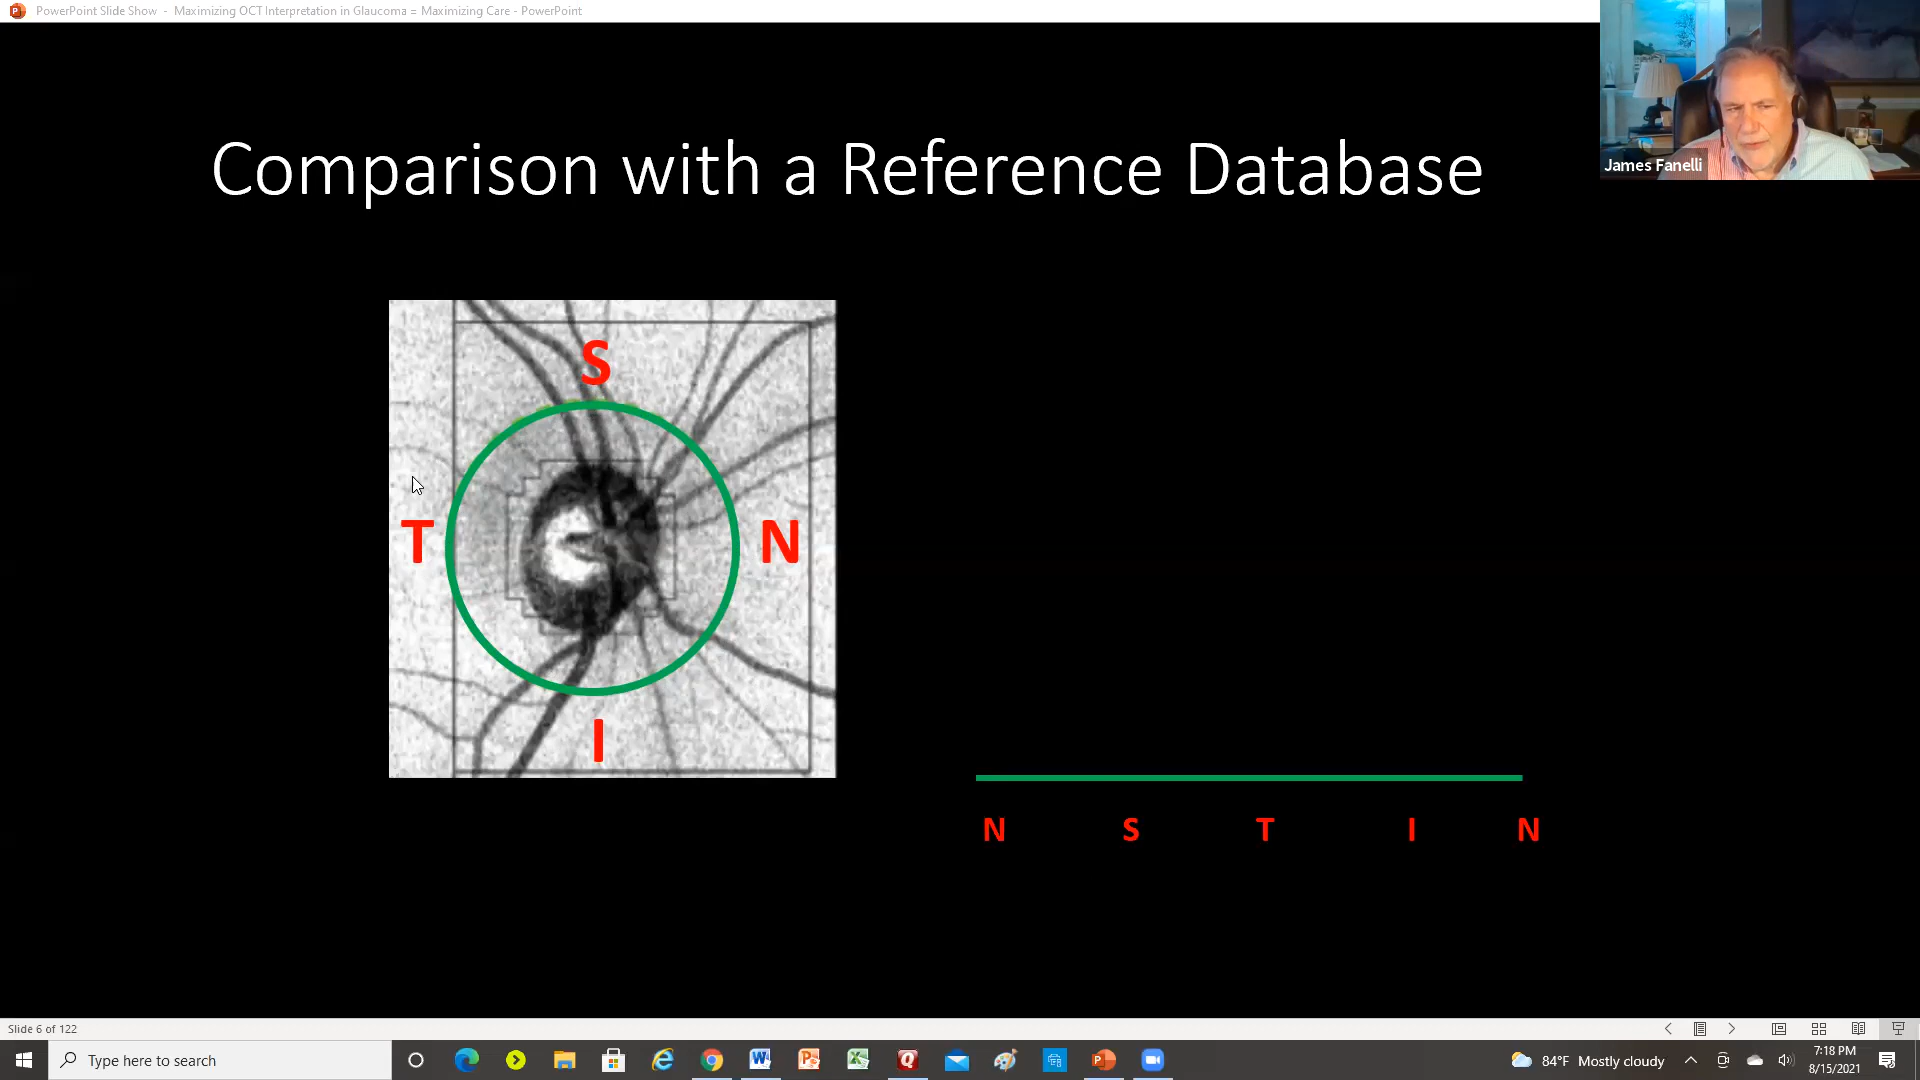 PowerPoint Slide Show - Maximizing OCT Interpretation in Glaucoma = Maximizing Care - PowerPoint
James Fanelli
Comparison with a Reference Database
S
T
N
I
N S T I N
Slide 6 of 122
Type here to search
84°F Mostly cloudy
7:18 PM
8/15/2021